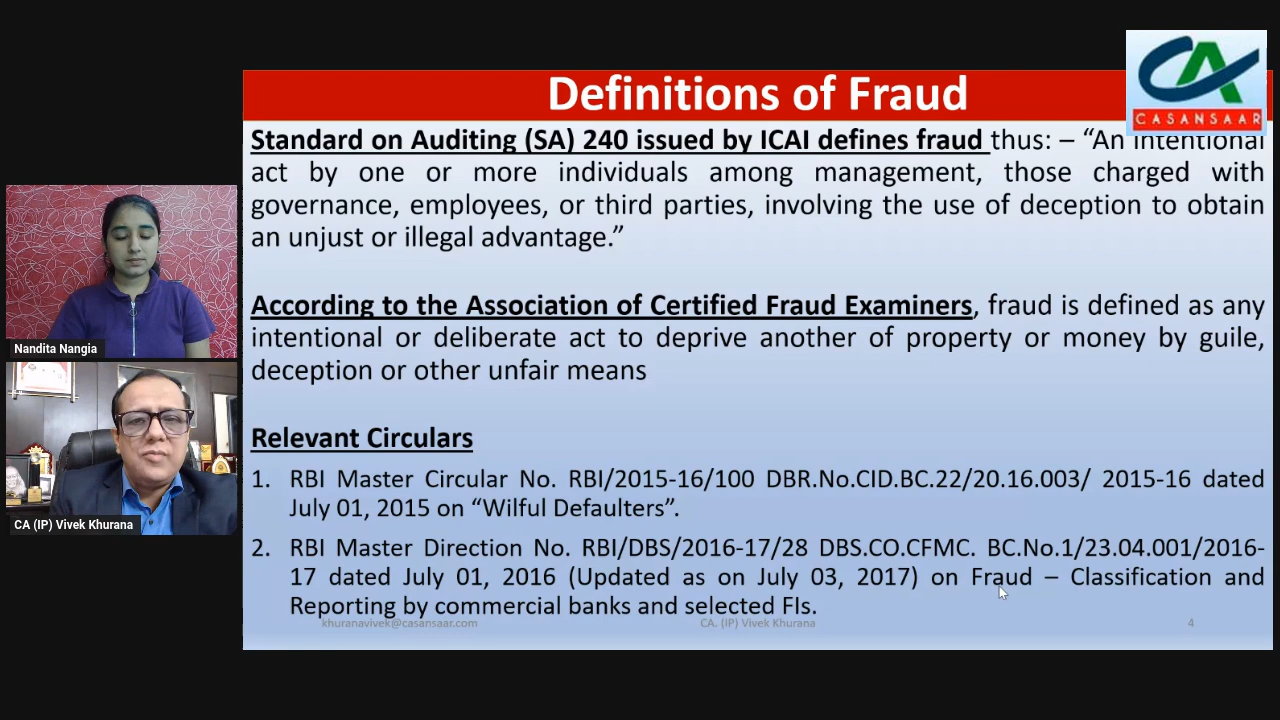 Definitions of Fraud
CASANSAAR
Standard on Auditing (SA) 240 issued by ICAI defines fraud thus: – “An intentional
act by one or more individuals among management, those charged with
governance, employees, or third parties, involving the use of deception to obtain
an unjust or illegal advantage.”
According to the Association of Certified Fraud Examiners, fraud is defined as any
intentional or deliberate act to deprive another of property or money by guile,
deception or other unfair means
Relevant Circulars
1. RBI Master Circular No. RBI/2015-16/100 DBR.No.CID.BC.22/20.16.003/ 2015-16 dated
July 01, 2015 on “Wilful Defaulters”.
2. RBI Master Direction No. RBI/DBS/2016-17/28 DBS.CO.CFMC. BC.No.1/23.04.001/2016-
17 dated July 01, 2016 (Updated as on July 03, 2017) on Fraud – Classification and
Reporting by commercial banks and selected FIs.
khuranavivek@casansaar.com CA. (IP) Vivek Khurana 4
Nandita Nangia
CA (IP) Vivek Khurana